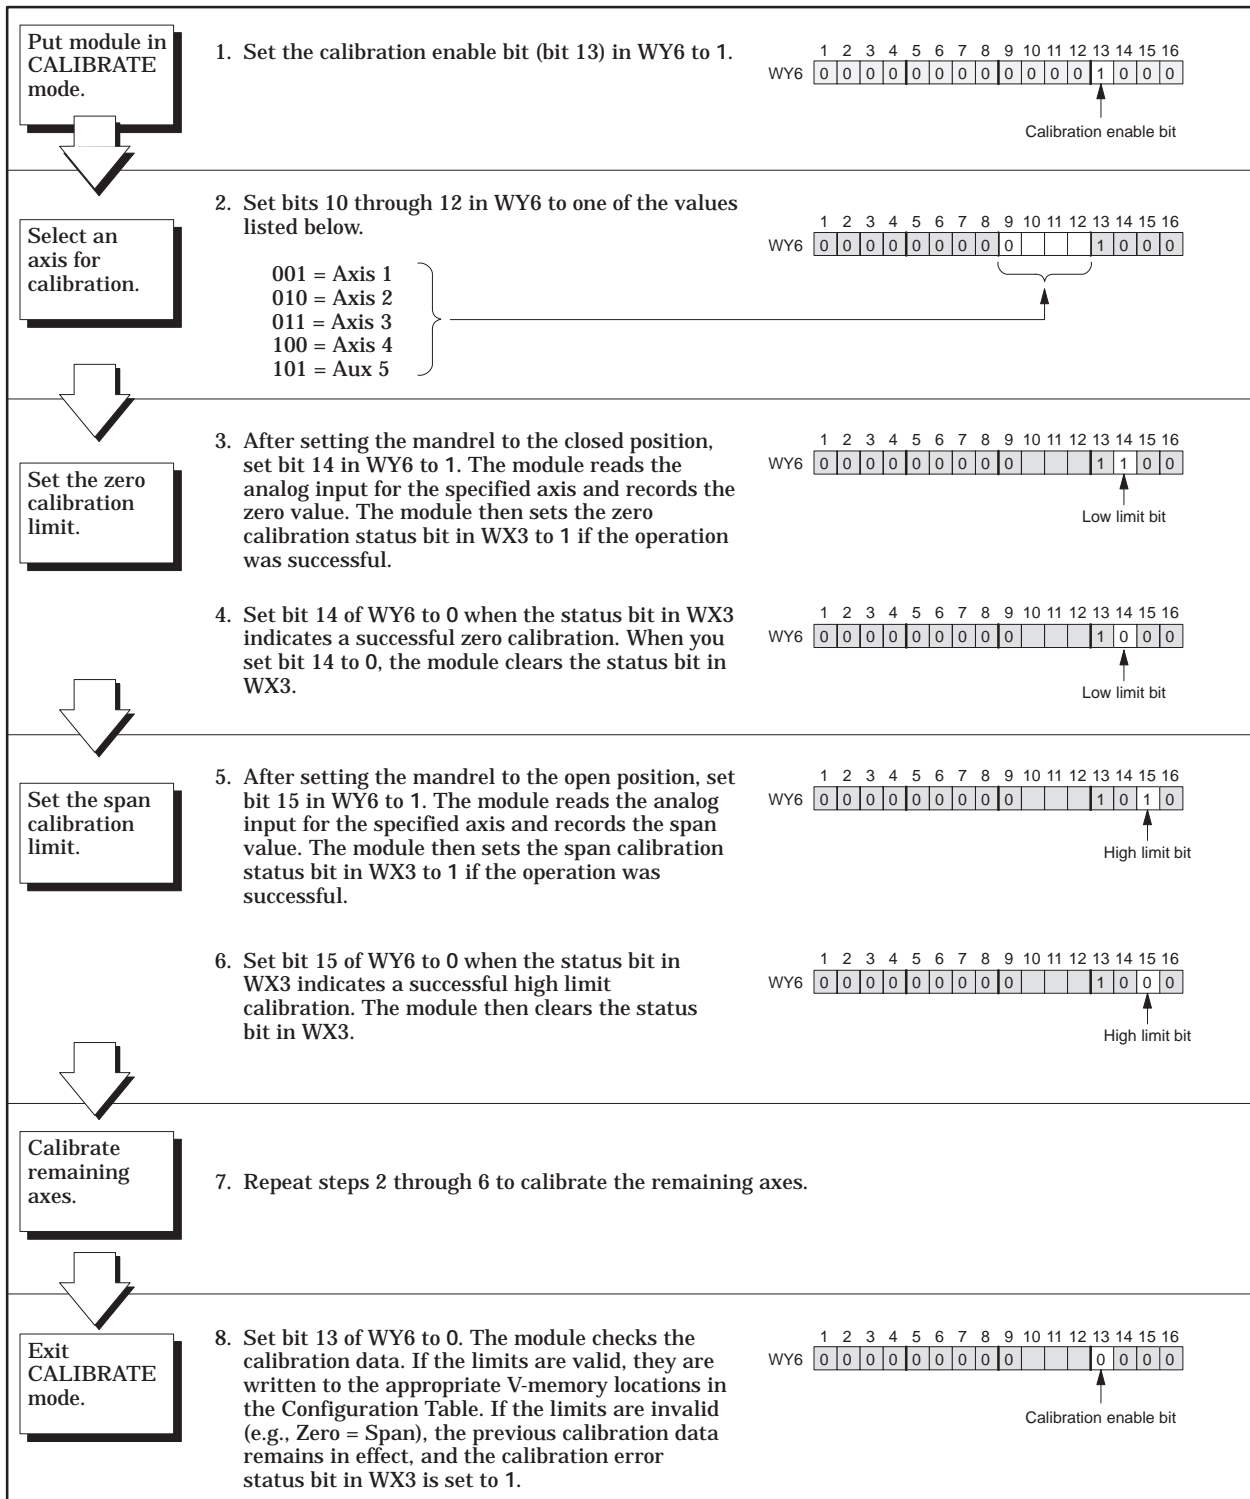 Put module in
CALIBRATE
mode.
1. Set the calibration enable bit (bit 13) in WY6 to 1.
1 2 3 4 5 6 7 8 9 10 11 12 13 14 15 16
WY6 0 0 0 0 0 0 0 0 0 0 0 0 1 0 0 0
Calibration enable bit
Select an
axis for
calibration.
2. Set bits 10 through 12 in WY6 to one of the values
listed below.
001 = Axis 1
010 = Axis 2
011 = Axis 3
100 = Axis 4
101 = Aux 5
1 2 3 4 5 6 7 8 9 10 11 12 13 14 15 16
WY6 0 0 0 0 0 0 0 0 0 1 0 0 0
Set the zero
calibration
limit.
3. After setting the mandrel to the closed position,
set bit 14 in WY6 to 1. The module reads the
analog input for the specified axis and records the
zero value. The module then sets the zero
calibration status bit in WX3 to 1 if the operation
was successful.
1 2 3 4 5 6 7 8 9 10 11 12 13 14 15 16
WY6 0 0 0 0 0 0 0 0 0 1 1 0 0
Low limit bit
4. Set bit 14 of WY6 to 0 when the status bit in WX3
indicates a successful zero calibration. When you
set bit 14 to 0, the module clears the status bit in
WX3.
1 2 3 4 5 6 7 8 9 10 11 12 13 14 15 16
WY6 0 0 0 0 0 0 0 0 0 1 0 0 0
Low limit bit
Set the span
calibration
limit.
5. After setting the mandrel to the open position, set
bit 15 in WY6 to 1. The module reads the analog
input for the specified axis and records the span
value. The module then sets the span calibration
status bit in WX3 to 1 if the operation was
successful.
1 2 3 4 5 6 7 8 9 10 11 12 13 14 15 16
WY6 0 0 0 0 0 0 0 0 0 1 0 1 0
High limit bit
6. Set bit 15 of WY6 to 0 when the status bit in
WX3 indicates a successful high limit
calibration. The module then clears the status
bit in WX3.
1 2 3 4 5 6 7 8 9 10 11 12 13 14 15 16
WY6 0 0 0 0 0 0 0 0 0 1 0 0 0
High limit bit
Calibrate
remaining
axes.
7. Repeat steps 2 through 6 to calibrate the remaining axes.
Exit
CALIBRATE
mode.
8. Set bit 13 of WY6 to 0. The module checks the
calibration data. If the limits are valid, they are
written to the appropriate V-memory locations in
the Configuration Table. If the limits are invalid
(e.g., Zero = Span), the previous calibration data
remains in effect, and the calibration error
status bit in WX3 is set to 1.
1 2 3 4 5 6 7 8 9 10 11 12 13 14 15 16
WY6 0 0 0 0 0 0 0 0 0 0 0 0 0
Calibration enable bit